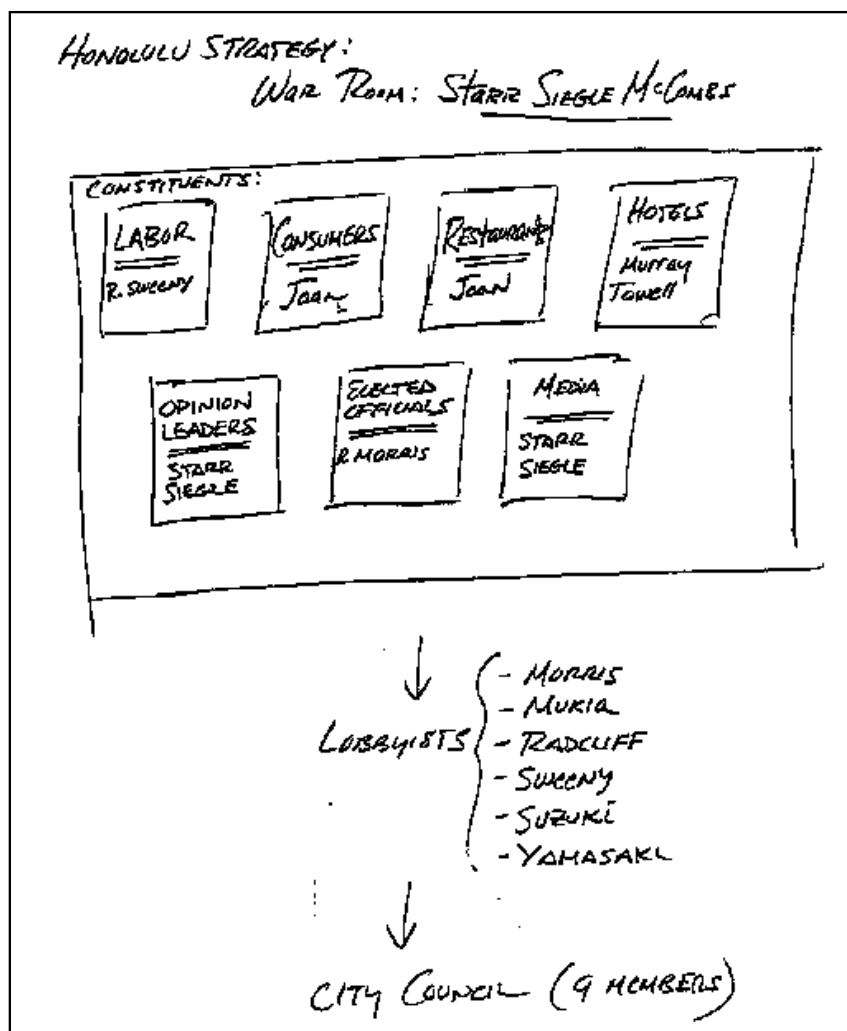 HONOLULU STRATEGY:
WAR ROOM: STARR SIEGLE McCOMBS
CONSTITUENTS:
LABOR
R. SWEENY
CONSUMERS
Joan
RESTAURANTS
JOAN
HOTELS
MURRAY
TOWELL
OPINION
LEADERS
STARR
SIEGLE
ELECTED
OFFICIALS
R MORRIS
MEDIA
STARR
SIEGLE
LOBBYISTS
- MORRIS
- MUKIA
- RADCLIFF
- SWEENY
- SUZUKI
- YAMASAKI
CITY COUNCIL (9 MEMBERS)